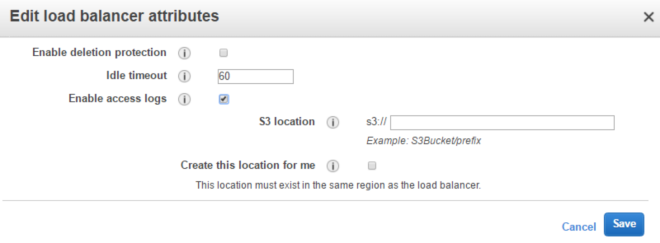 Edit load balancer attributes
Enable deletion protection
Idle timeout 60
Enable access logs
S3 location s3://
Example: S3Bucket/prefix
Create this location for me
This location must exist in the same region as the load balancer.
Cancel Save